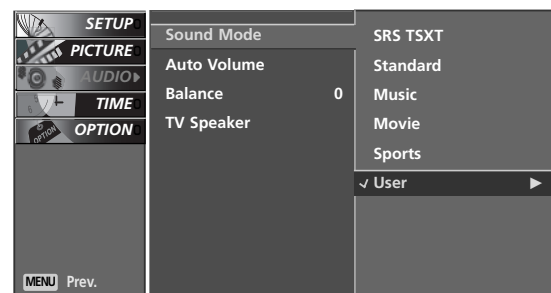 SETUP
PICTURE
AUDIO
TIME
OPTION
MENU Prev.
Sound Mode
Auto Volume
Balance 0
TV Speaker
SRS TSXT
Standard
Music
Movie
Sports
✓ User ►